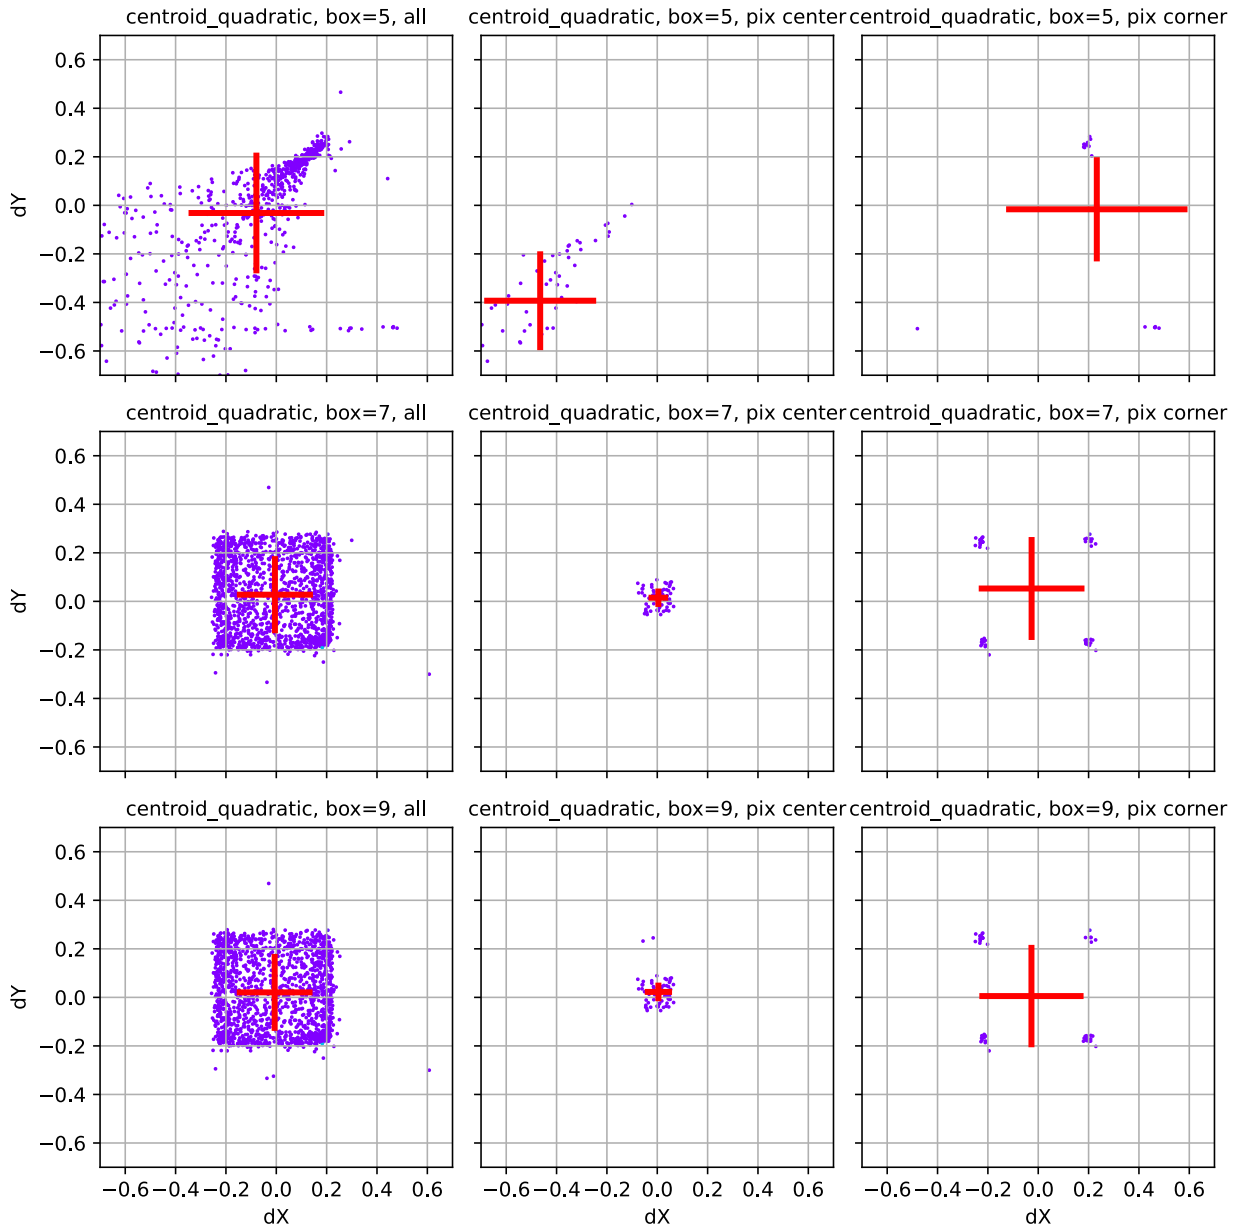 centroid_quadratic, box=5, all
centroid_quadratic, box=5, pix center
centroid_quadratic, box=5, pix corner
0.6
0.4
0.2
0.0
−0.2
−0.4
−0.6
dY
centroid_quadratic, box=7, all
centroid_quadratic, box=7, pix center
centroid_quadratic, box=7, pix corner
0.6
0.4
0.2
0.0
−0.2
−0.4
−0.6
dY
centroid_quadratic, box=9, all
centroid_quadratic, box=9, pix center
centroid_quadratic, box=9, pix corner
0.6
0.4
0.2
0.0
−0.2
−0.4
−0.6
dY
−0.6 −0.4 −0.2 0.0 0.2 0.4 0.6
−0.6 −0.4 −0.2 0.0 0.2 0.4 0.6
−0.6 −0.4 −0.2 0.0 0.2 0.4 0.6
dX
dX
dX